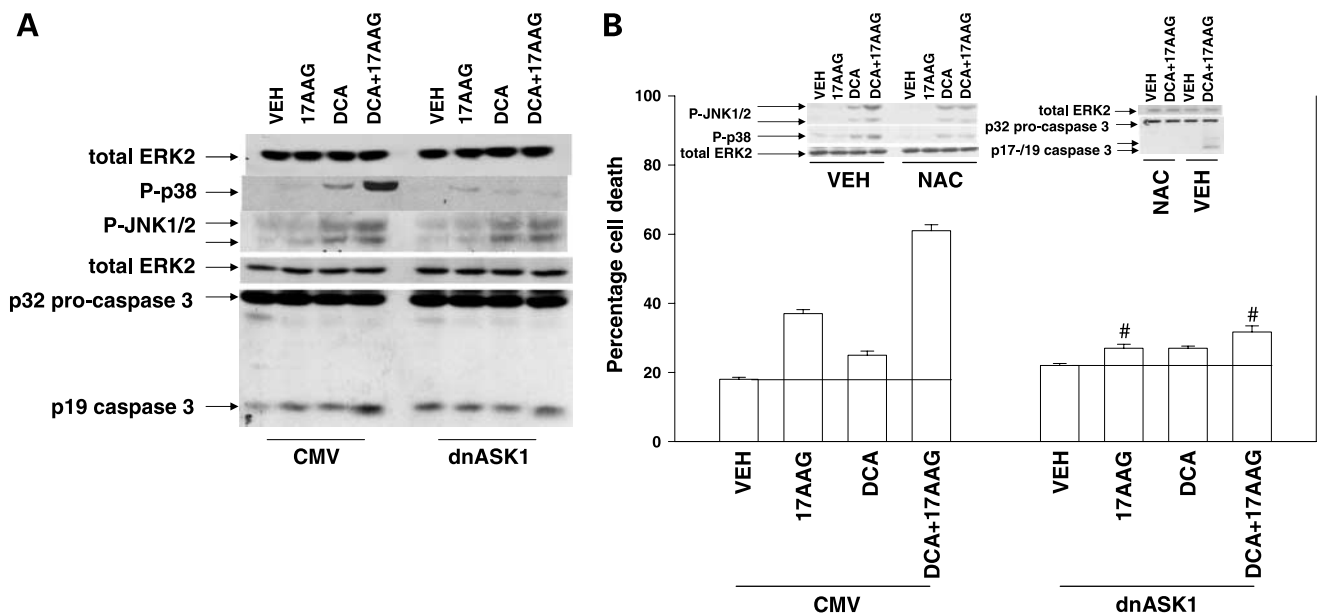 A
VEH
17AAG
DCA
DCA+17AAG
VEH
17AAG
DCA
DCA+17AAG
total ERK2
P-p38
P-JNK1/2
total ERK2
p32 pro-caspase 3
p19 caspase 3
CMV
dnASK1
B
VEH
17AAG
DCA
DCA+17AAG
VEH
17AAG
DCA
DCA+17AAG
P-JNK1/2
P-p38
total ERK2
VEH
NAC
VEH
DCA+17AAG
VEH
DCA+17AAG
total ERK2
p32 pro-caspase 3
p17-/19 caspase 3
NAC
VEH
Percentage cell death
100
80
60
40
20
0
#
#
VEH
17AAG
DCA
DCA+17AAG
VEH
17AAG
DCA
DCA+17AAG
CMV
dnASK1